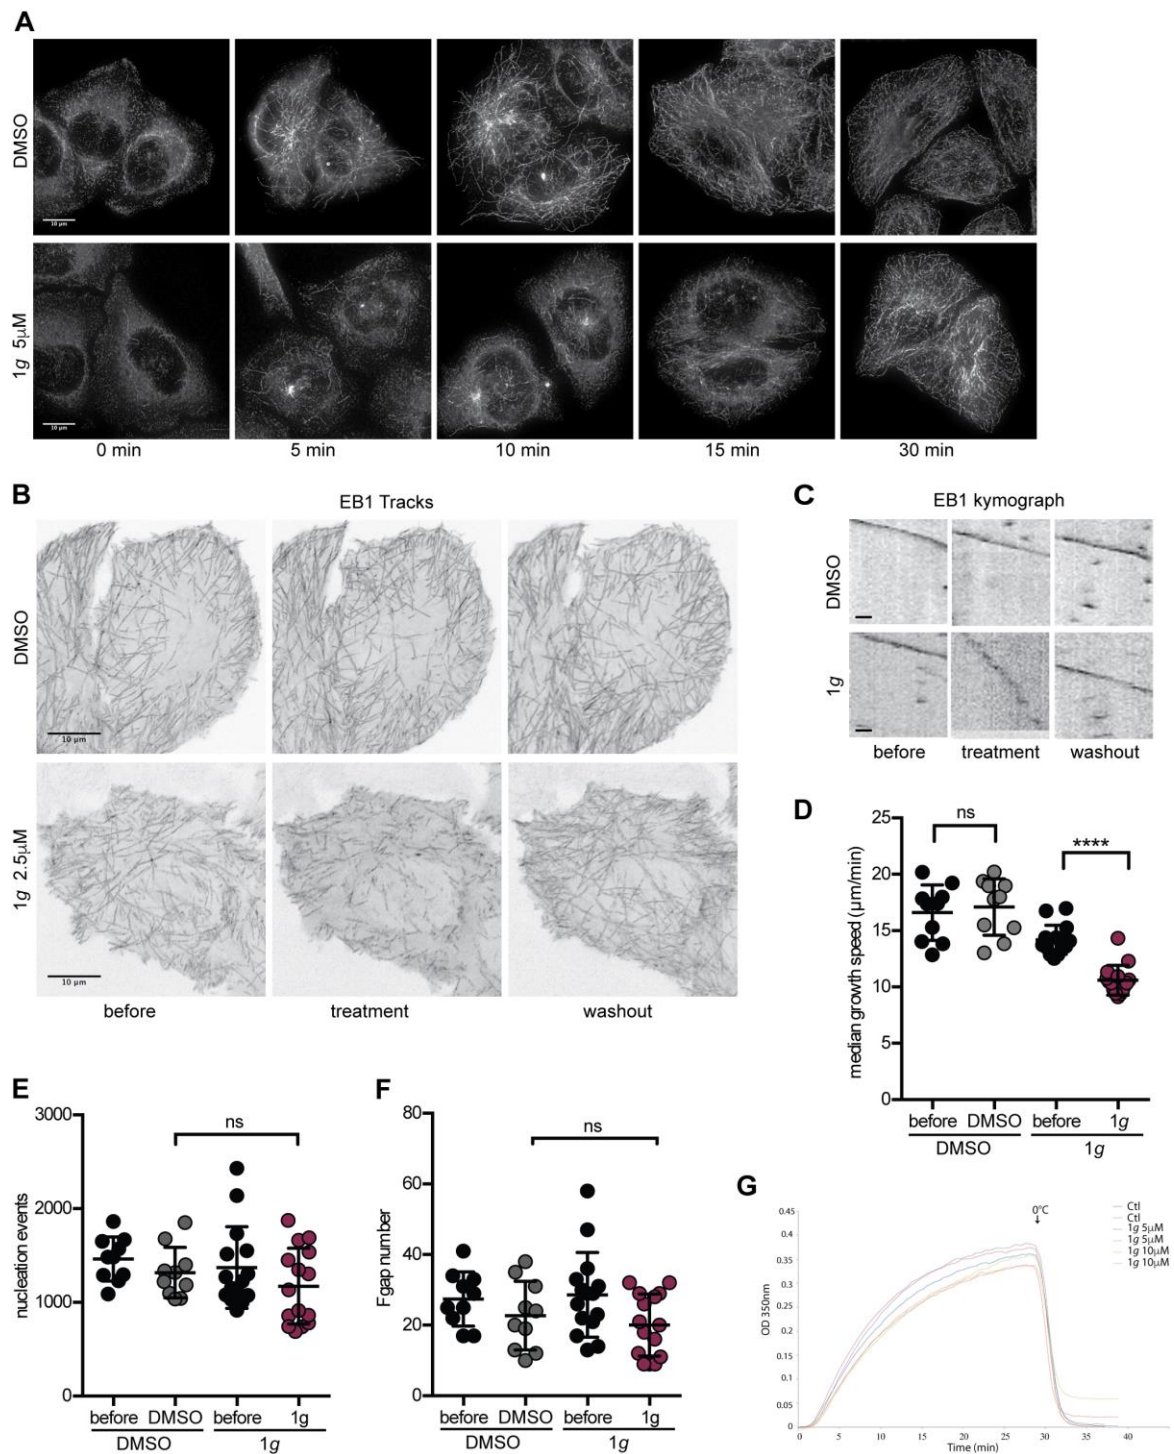 A
DMSO
10 µm
1g 5µM
10 µm
0 min 5 min 10 min 15 min 30 min
B
EB1 Tracks
DMSO
10 µm
1g 2.5µM
10 µm
before treatment washout
C
EB1 kymograph
DMSO
1g
before treatment washout
D
median growth speed (µm/min)
25
20
15
10
5
0
ns
****
before DMSO before 1g
DMSO 1g
E
nucleation events
3000
2000
1000
0
ns
before DMSO before 1g
DMSO 1g
F
Fgap number
80
60
40
20
0
ns
before DMSO before 1g
DMSO 1g
G
OD 350nm
0.45
0.4
0.35
0.3
0.25
0.2
0.15
0.1
0.05
0
0°C
Ctl
Ctl
1g 5µM
1g 5µM
1g 10µM
1g 10µM
0 10 20 30 40
Time (min)